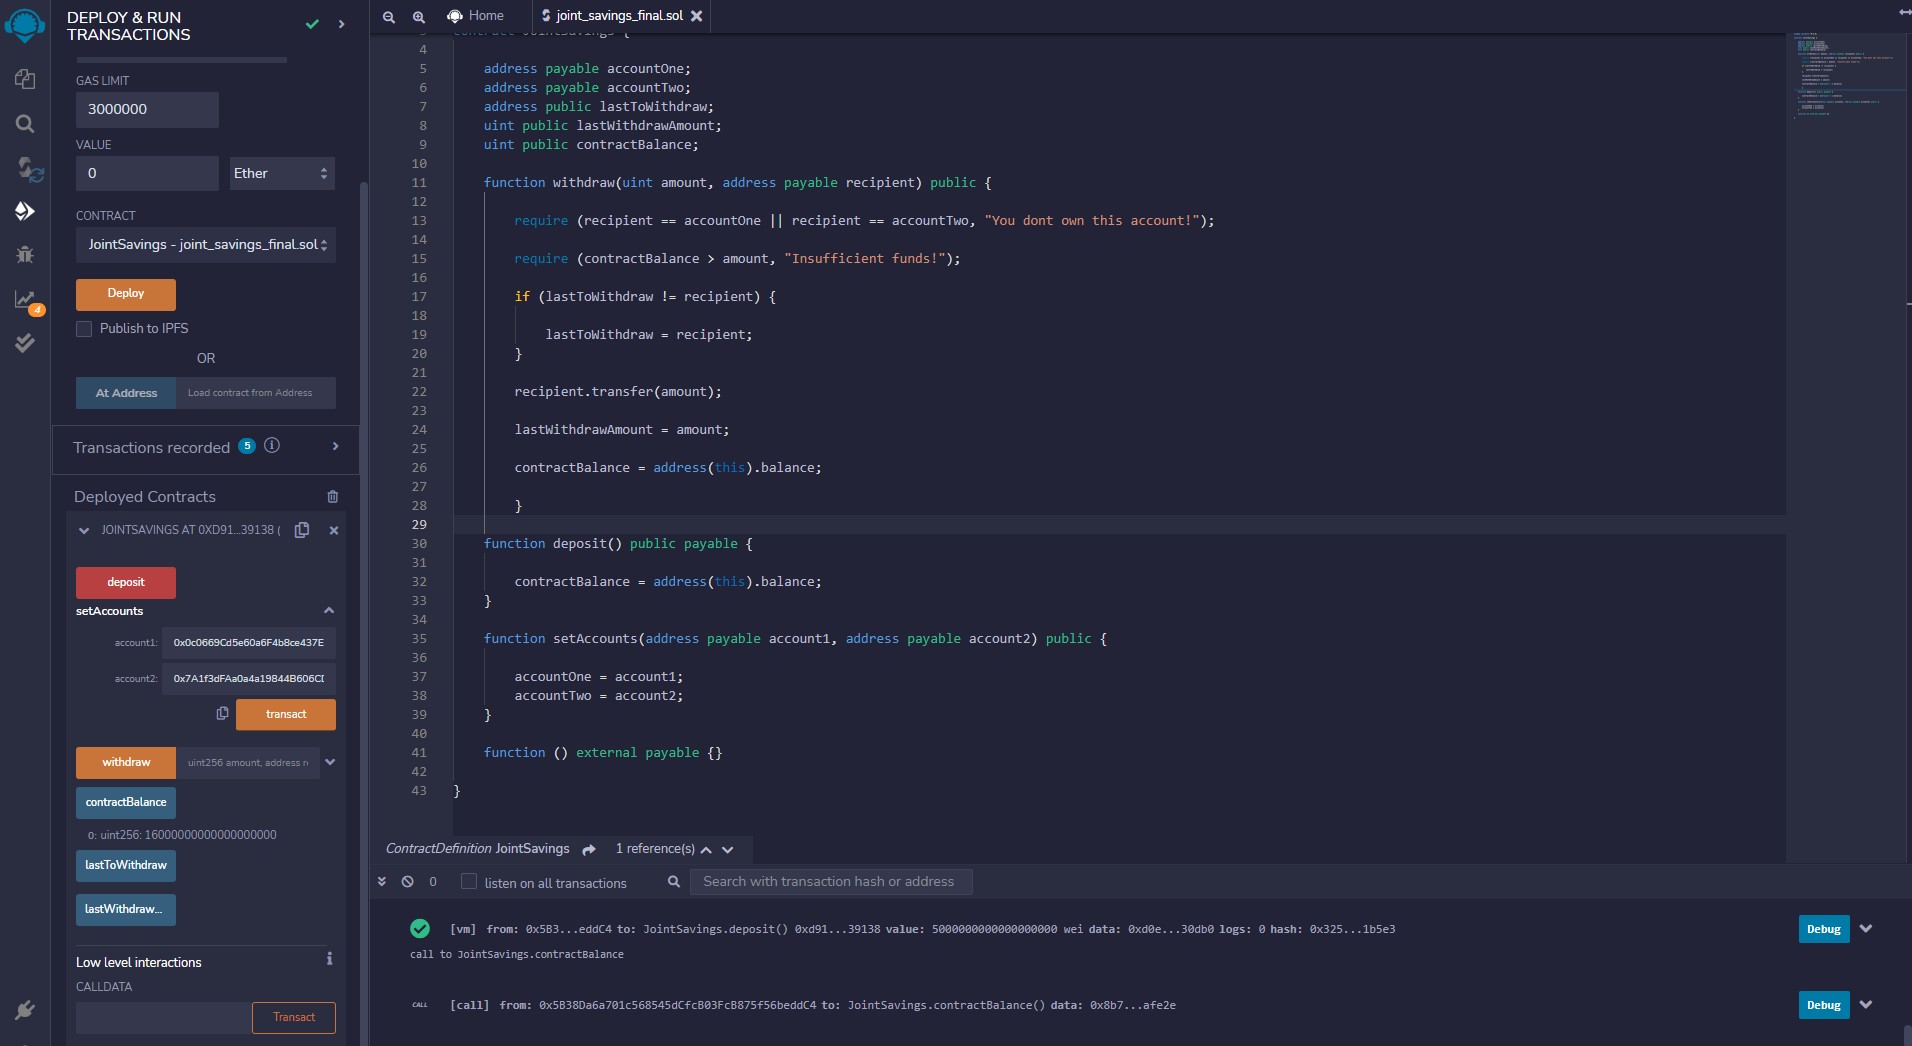 DEPLOY & RUN
TRANSACTIONS
GAS LIMIT
3000000
VALUE
0 Ether
CONTRACT
JointSavings - joint_savings_final.sol
Deploy
Publish to IPFS
OR
At Address Load contract from Address
Transactions recorded 5
Deployed Contracts
JOINTSAVINGS AT 0XD91...39138 (
deposit
setAccounts
account1: 0x0c0669Cd5e60a6F4b8ce437E
account2: 0x7A1f3dFAa0a4a19844B606CI
transact
withdraw uint256 amount, address r
contractBalance
0: uint256: 16000000000000000000
lastToWithdraw
lastWithdraw...
Low level interactions
CALLDATA
Transact
4
Home joint_savings_final.sol
3 contract JointSavings {
4
5 address payable accountOne;
6 address payable accountTwo;
7 address public lastToWithdraw;
8 uint public lastWithdrawAmount;
9 uint public contractBalance;
10
11 function withdraw(uint amount, address payable recipient) public {
12
13 require (recipient == accountOne || recipient == accountTwo, "You dont own this account!");
14
15 require (contractBalance > amount, "Insufficient funds!");
16
17 if (lastToWithdraw != recipient) {
18
19 lastToWithdraw = recipient;
20 }
21
22 recipient.transfer(amount);
23
24 lastWithdrawAmount = amount;
25
26 contractBalance = address(this).balance;
27
28 }
29
30 function deposit() public payable {
31
32 contractBalance = address(this).balance;
33 }
34
35 function setAccounts(address payable account1, address payable account2) public {
36
37 accountOne = account1;
38 accountTwo = account2;
39 }
40
41 function () external payable {}
42
43 }
ContractDefinition JointSavings 1 reference(s)
0 listen on all transactions Search with transaction hash or address
[vm] from: 0x5B3...eddC4 to: JointSavings.deposit() 0xd91...39138 value: 5000000000000000000 wei data: 0xd0e...30db0 logs: 0 hash: 0x325...1b5e3 Debug
call to JointSavings.contractBalance
CALL [call] from: 0x5B38Da6a701c568545dCfcB03FcB875f56beddC4 to: JointSavings.contractBalance() data: 0x8b7...afe2e Debug